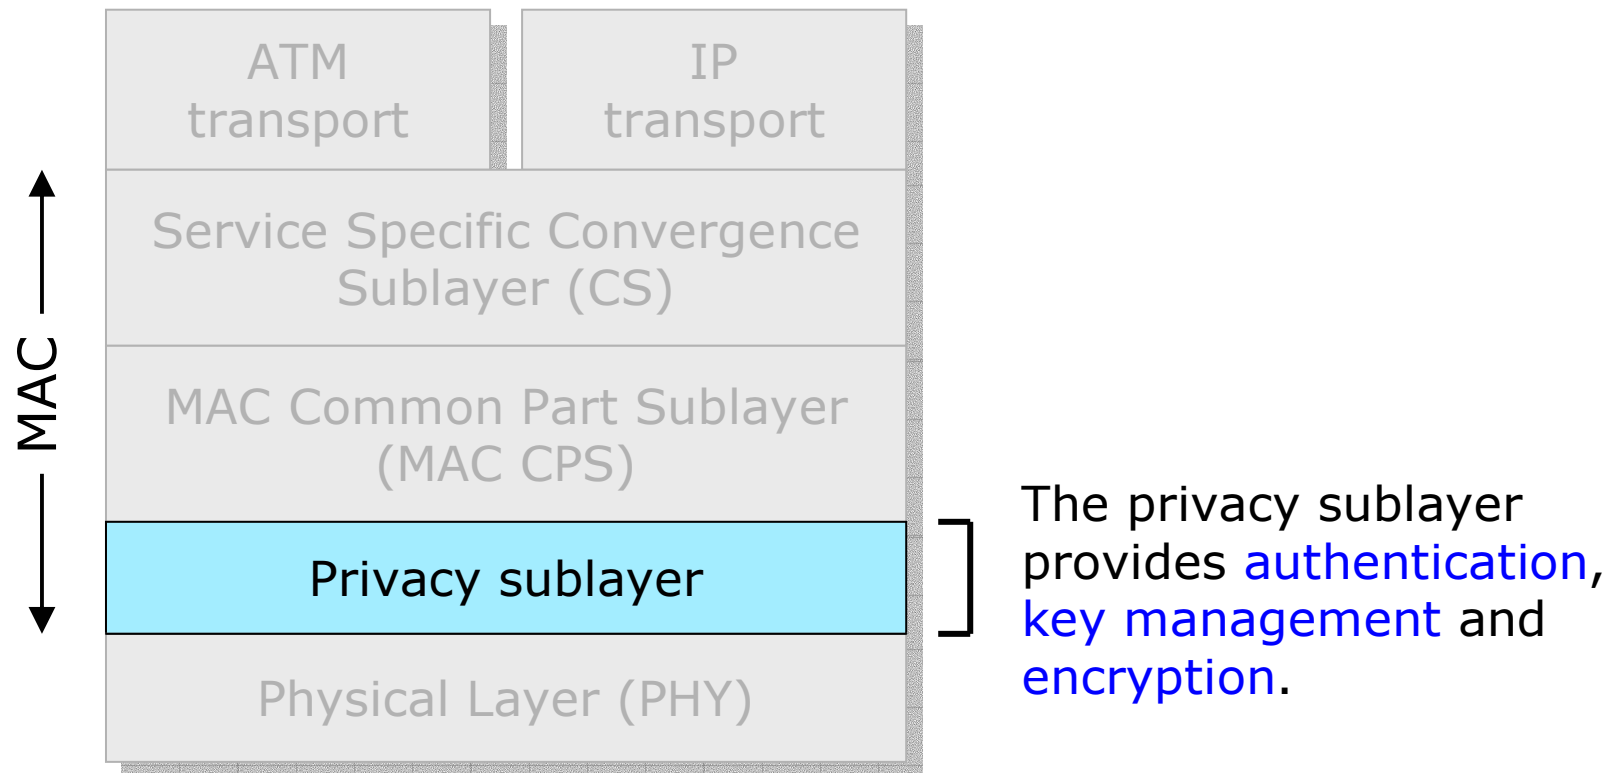 ATM
transport
IP
transport
MAC
Service Specific Convergence
Sublayer (CS)
MAC Common Part Sublayer
(MAC CPS)
Privacy sublayer
Physical Layer (PHY)
The privacy sublayer
provides authentication,
key management and
encryption.